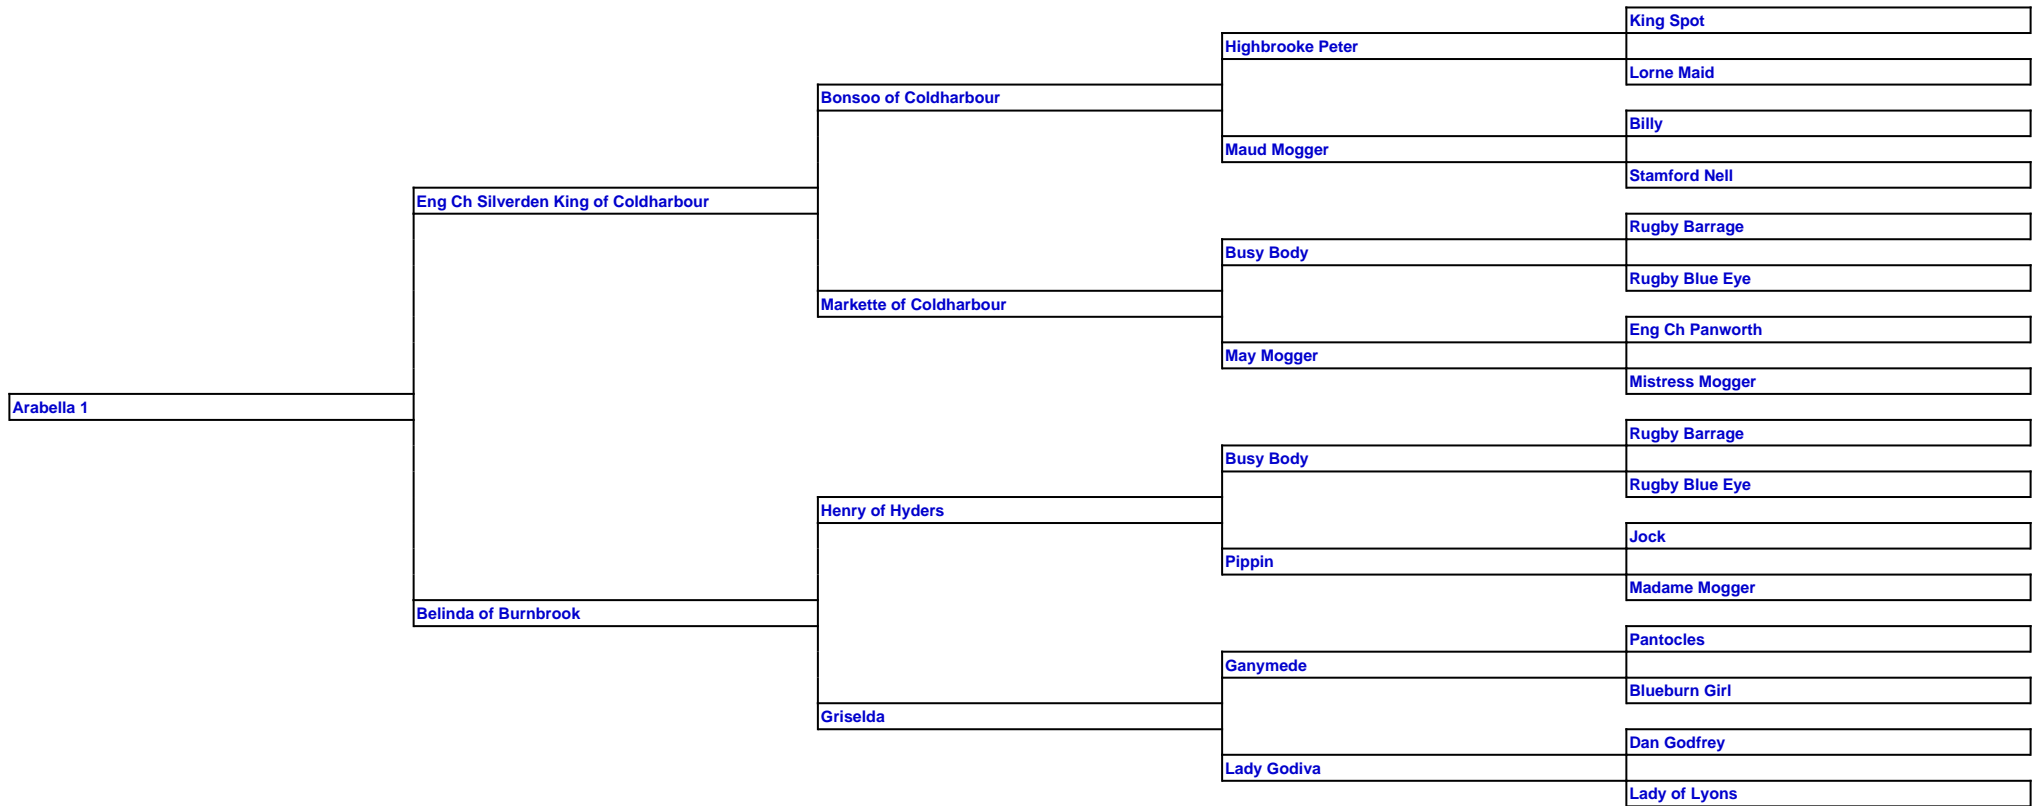 King Spot
Highbrooke Peter
Lorne Maid
Bonsoo of Coldharbour
Billy
Maud Mogger
Stamford Nell
Eng Ch Silverden King of Coldharbour
Rugby Barrage
Busy Body
Rugby Blue Eye
Markette of Coldharbour
Eng Ch Panworth
May Mogger
Mistress Mogger
Arabella 1
Rugby Barrage
Busy Body
Rugby Blue Eye
Henry of Hyders
Jock
Pippin
Madame Mogger
Belinda of Burnbrook
Pantocles
Ganymede
Blueburn Girl
Griselda
Dan Godfrey
Lady Godiva
Lady of Lyons